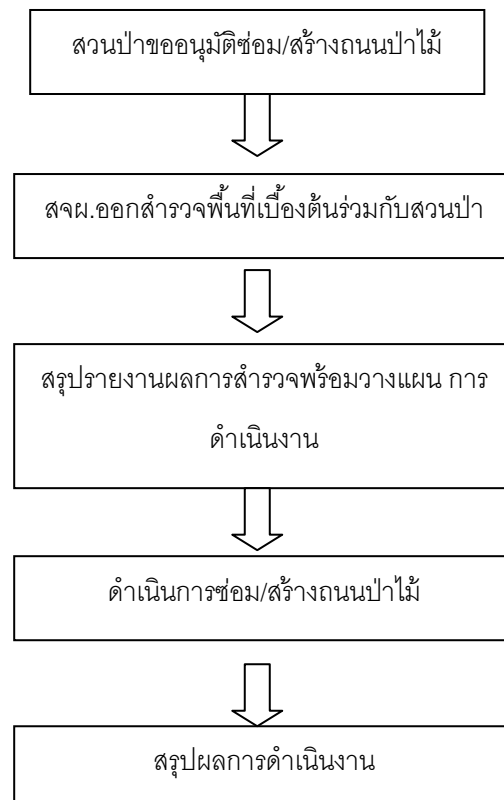 สวนป่าขออนุมัติซ่อม/สร้างถนนป่าไม้
สจผ.ออกสำรวจพื้นที่เบื้องต้นร่วมกับสวนป่า
สรุปรายงานผลการสำรวจพร้อมวางแผน การ
ดำเนินงาน
ดำเนินการซ่อม/สร้างถนนป่าไม้
สรุปผลการดำเนินงาน